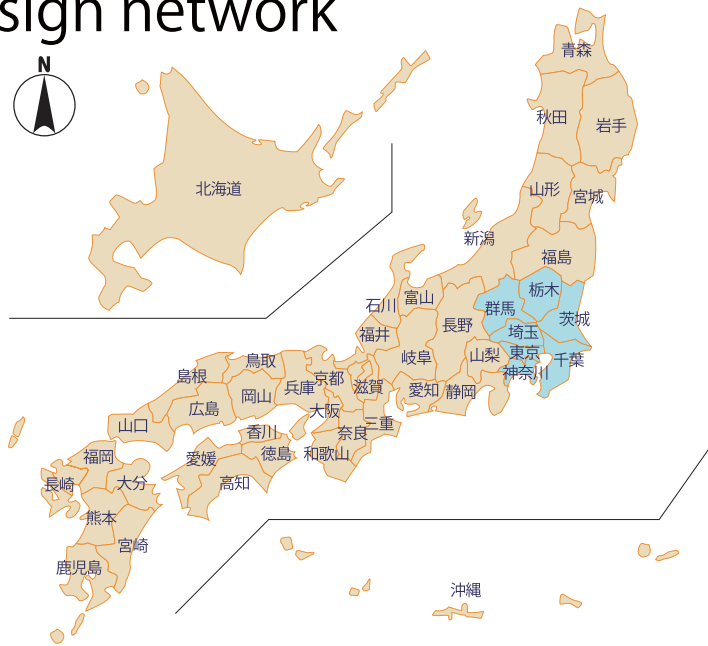 sign network
N
青森
秋田
岩手
北海道
山形
宮城
新潟
福島
栃木
群馬
茨城
富山
石川
長野
埼玉
福井
東京
山梨
千葉
岐阜
神奈川
鳥取
京都
島根
兵庫
滋賀
愛知
静岡
岡山
広島
大阪
三重
山口
香川
奈良
徳島
和歌山
福岡
愛媛
長崎
大分
高知
熊本
宮崎
鹿児島
沖縄